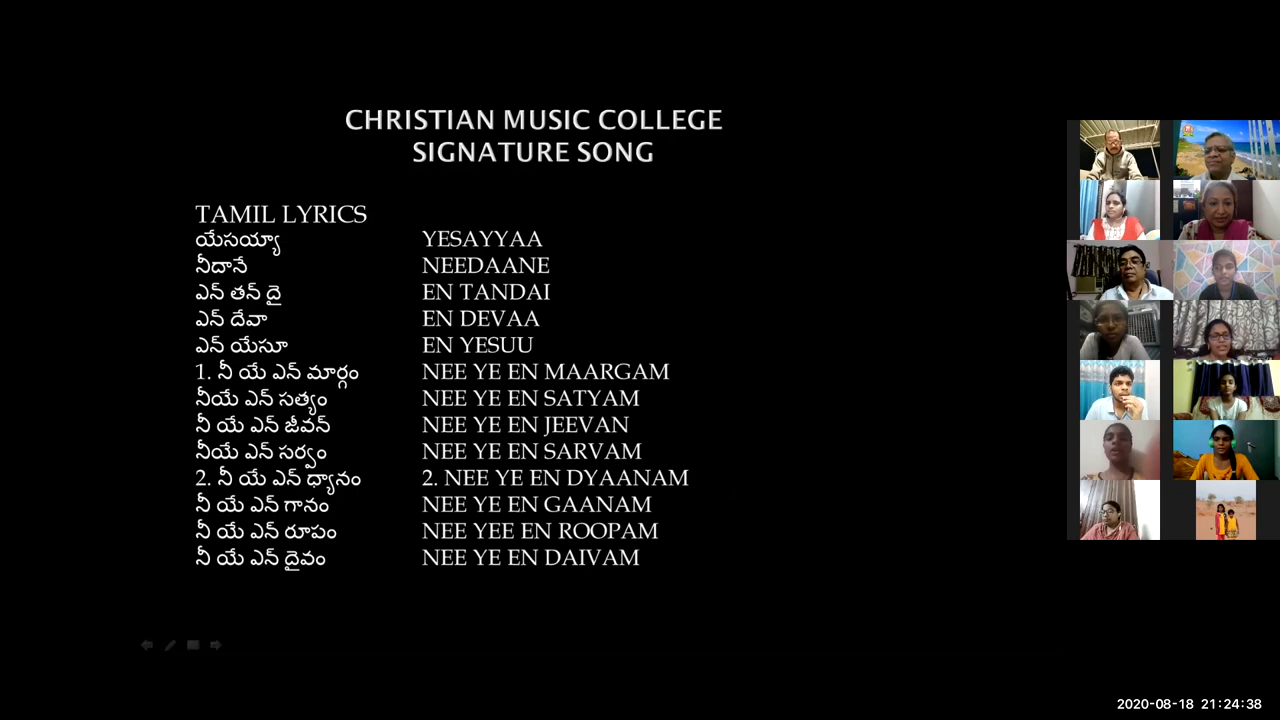 CHRISTIAN MUSIC COLLEGE
SIGNATURE SONG
TAMIL LYRICS
యేసయ్యా YESAYYAA
నీదానే NEEDAANE
ఎన్ తన్ దై EN TANDAI
ఎన్ దేవా EN DEVAA
ఎన్ యేసూ EN YESUU
1. నీ యే ఎన్ మార్గం NEE YE EN MAARGAM
నీయే ఎన్ సత్యం NEE YE EN SATYAM
నీ యే ఎన్ జీవన్ NEE YE EN JEEVAN
నీయే ఎన్ సర్వం NEE YE EN SARVAM
2. నీ యే ఎన్ ధ్యానం 2. NEE YE EN DYAANAM
నీ యే ఎన్ గానం NEE YE EN GAANAM
నీ యే ఎన్ రూపం NEE YEE EN ROOPAM
నీ యే ఎన్ దైవం NEE YE EN DAIVAM
2020-08-18 21:24:38